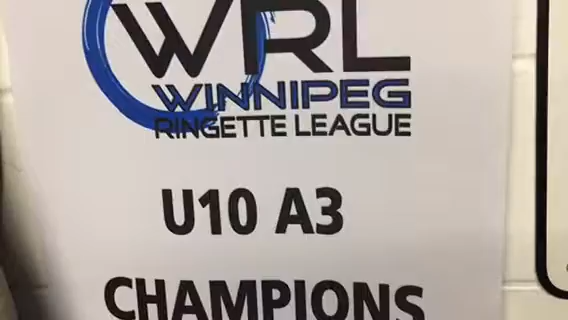 WRL
WINNIPEG
RINGETTE LEAGUE
U10 A3
CHAMPIONS